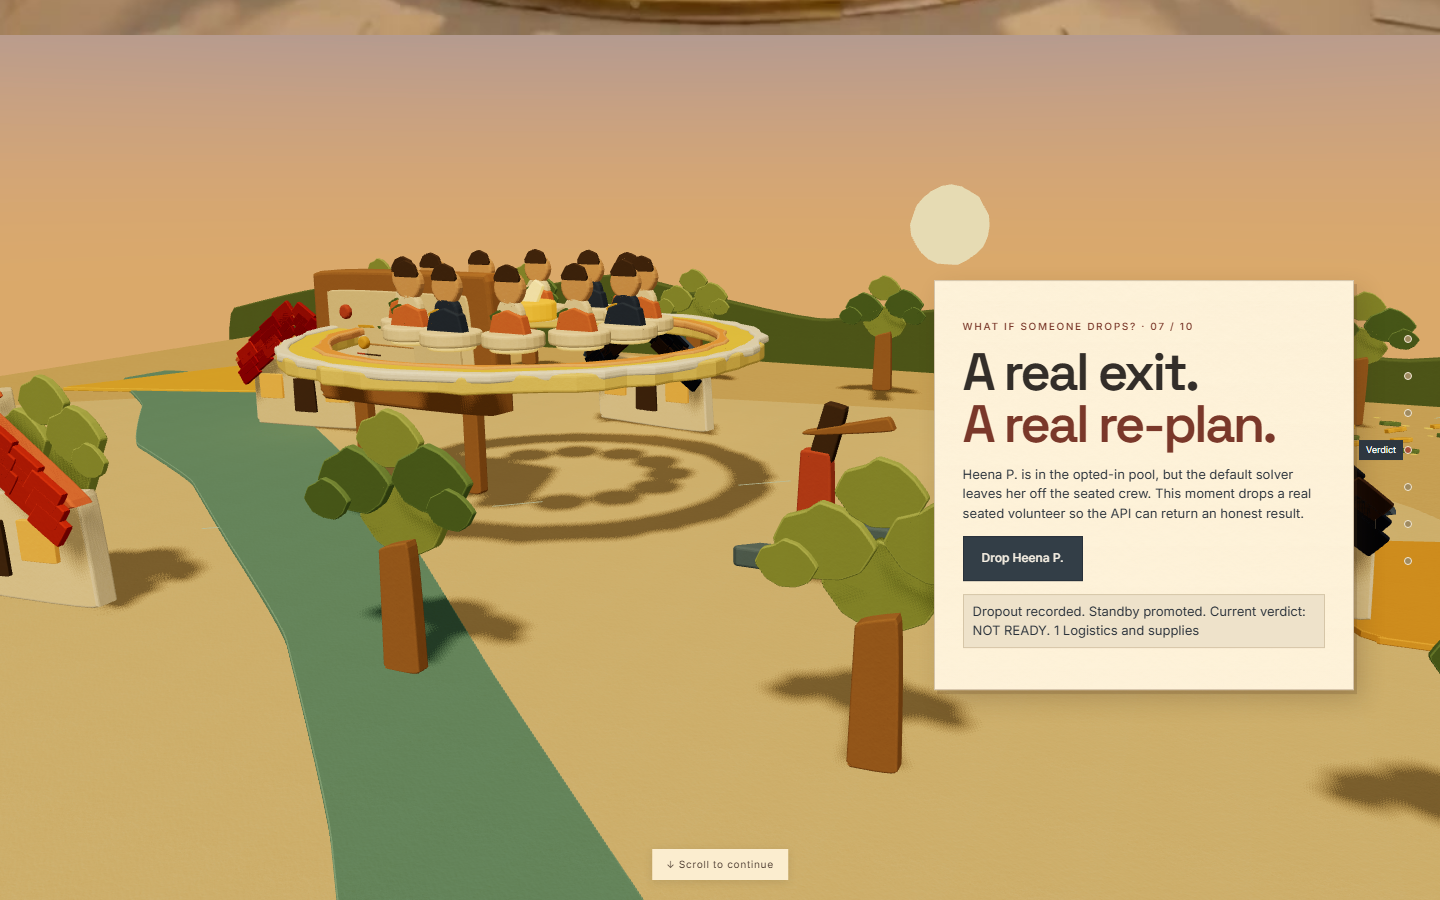 WHAT IF SOMEONE DROPS? · 07 / 10
A real exit.
A real re-plan.
Heena P. is in the opted-in pool, but the default solver
leaves her off the seated crew. This moment drops a real
seated volunteer so the API can return an honest result.
Drop Heena P.
Dropout recorded. Standby promoted. Current verdict:
NOT READY. 1 Logistics and supplies
Verdict
↓ Scroll to continue